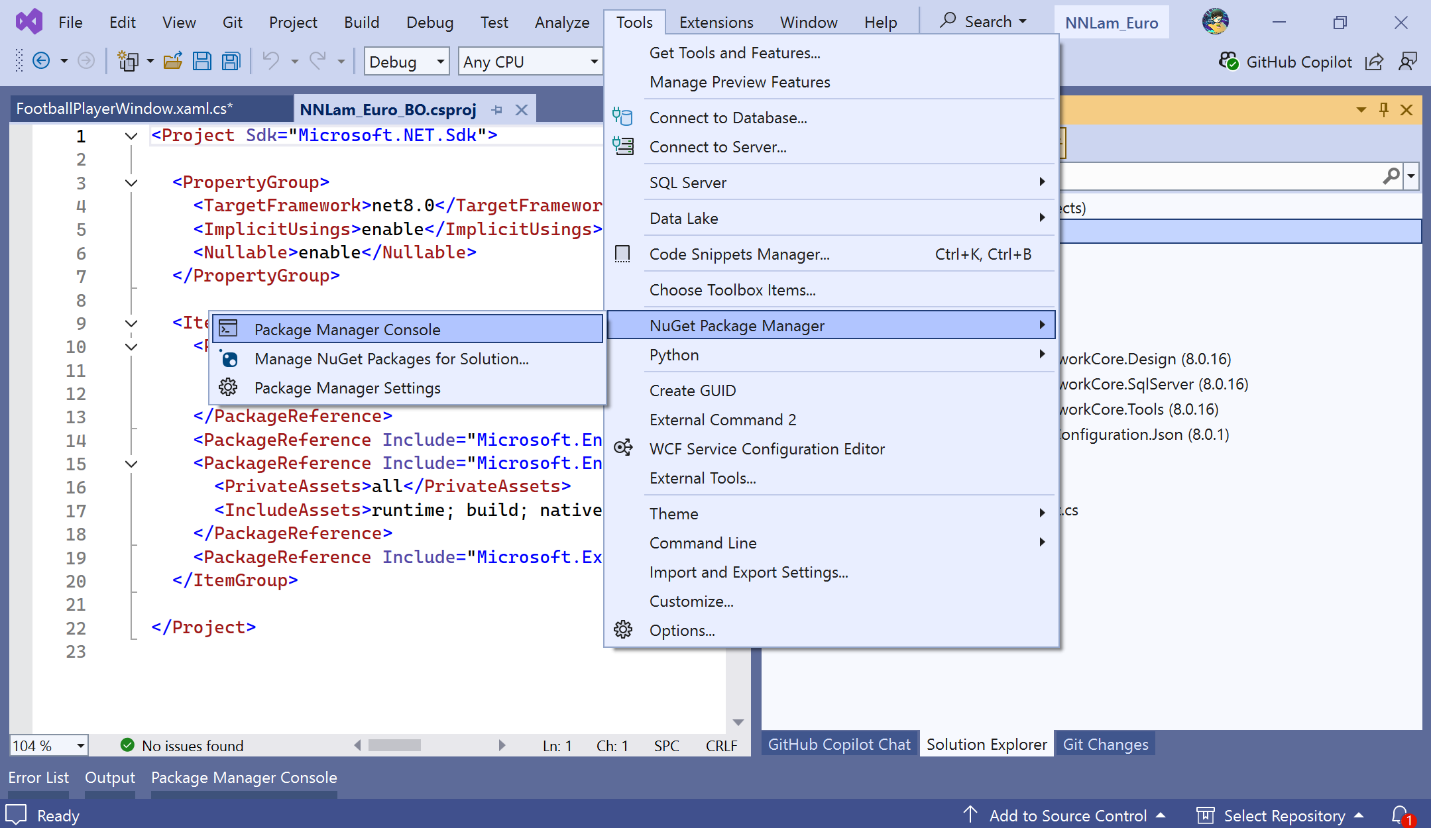 File Edit View Git Project Build Debug Test Analyze Tools Extensions Window Help Search NNLam_Euro
Debug Any CPU GitHub Copilot
FootballPlayerWindow.xaml.cs* NNLam_Euro_BO.csproj
1 <Project Sdk="Microsoft.NET.Sdk">
2
3 <PropertyGroup>
4 <TargetFramework>net8.0</TargetFramewor
5 <ImplicitUsings>enable</ImplicitUsings>
6 <Nullable>enable</Nullable>
7 </PropertyGroup>
8
9 <Ite
10 <P
11
12
13 </PackageReference>
14 <PackageReference Include="Microsoft.En
15 <PackageReference Include="Microsoft.En
16 <PrivateAssets>all</PrivateAssets>
17 <IncludeAssets>runtime; build; native
18 </PackageReference>
19 <PackageReference Include="Microsoft.Ex
20 </ItemGroup>
21
22 </Project>
23
Package Manager Console
Manage NuGet Packages for Solution...
Package Manager Settings
Get Tools and Features...
Manage Preview Features
Connect to Database...
Connect to Server...
SQL Server
Data Lake
Code Snippets Manager... Ctrl+K, Ctrl+B
Choose Toolbox Items...
NuGet Package Manager
Python
Create GUID
External Command 2
WCF Service Configuration Editor
External Tools...
Theme
Command Line
Import and Export Settings...
Customize...
Options...
ects)
workCore.Design (8.0.16)
workCore.SqlServer (8.0.16)
workCore.Tools (8.0.16)
onfiguration.Json (8.0.1)
.cs
104 % No issues found Ln: 1 Ch: 1 SPC CRLF
GitHub Copilot Chat Solution Explorer Git Changes
Error List Output Package Manager Console
Ready Add to Source Control Select Repository 1